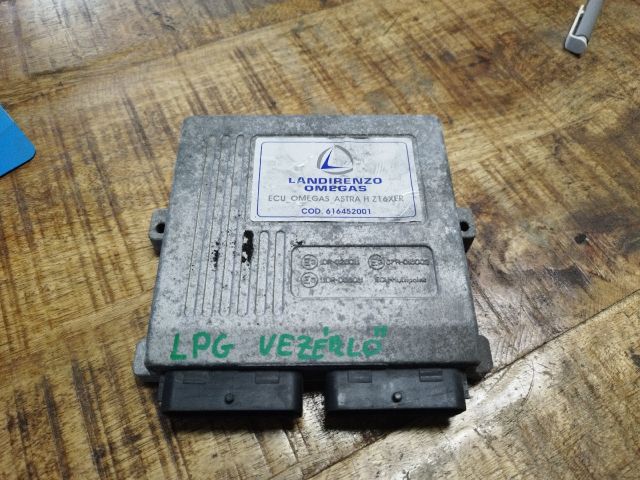 LANDIRENZO
OMEGAS
ECU OMEGAS ASTRA H Z16XER
COD. 616452001
LPG VEZÉRLŐ